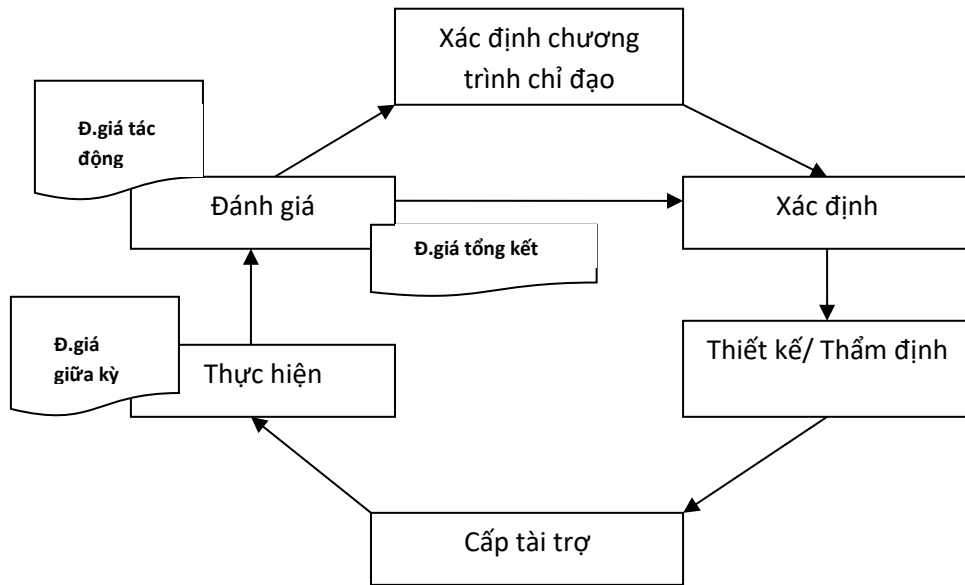 Xác định chương
trình chỉ đạo
Đ.giá tác
động
Đánh giá
Xác định
Đ.giá tổng kết
Đ.giá
giữa kỳ
Thực hiện
Thiết kế/ Thẩm định
Cấp tài trợ